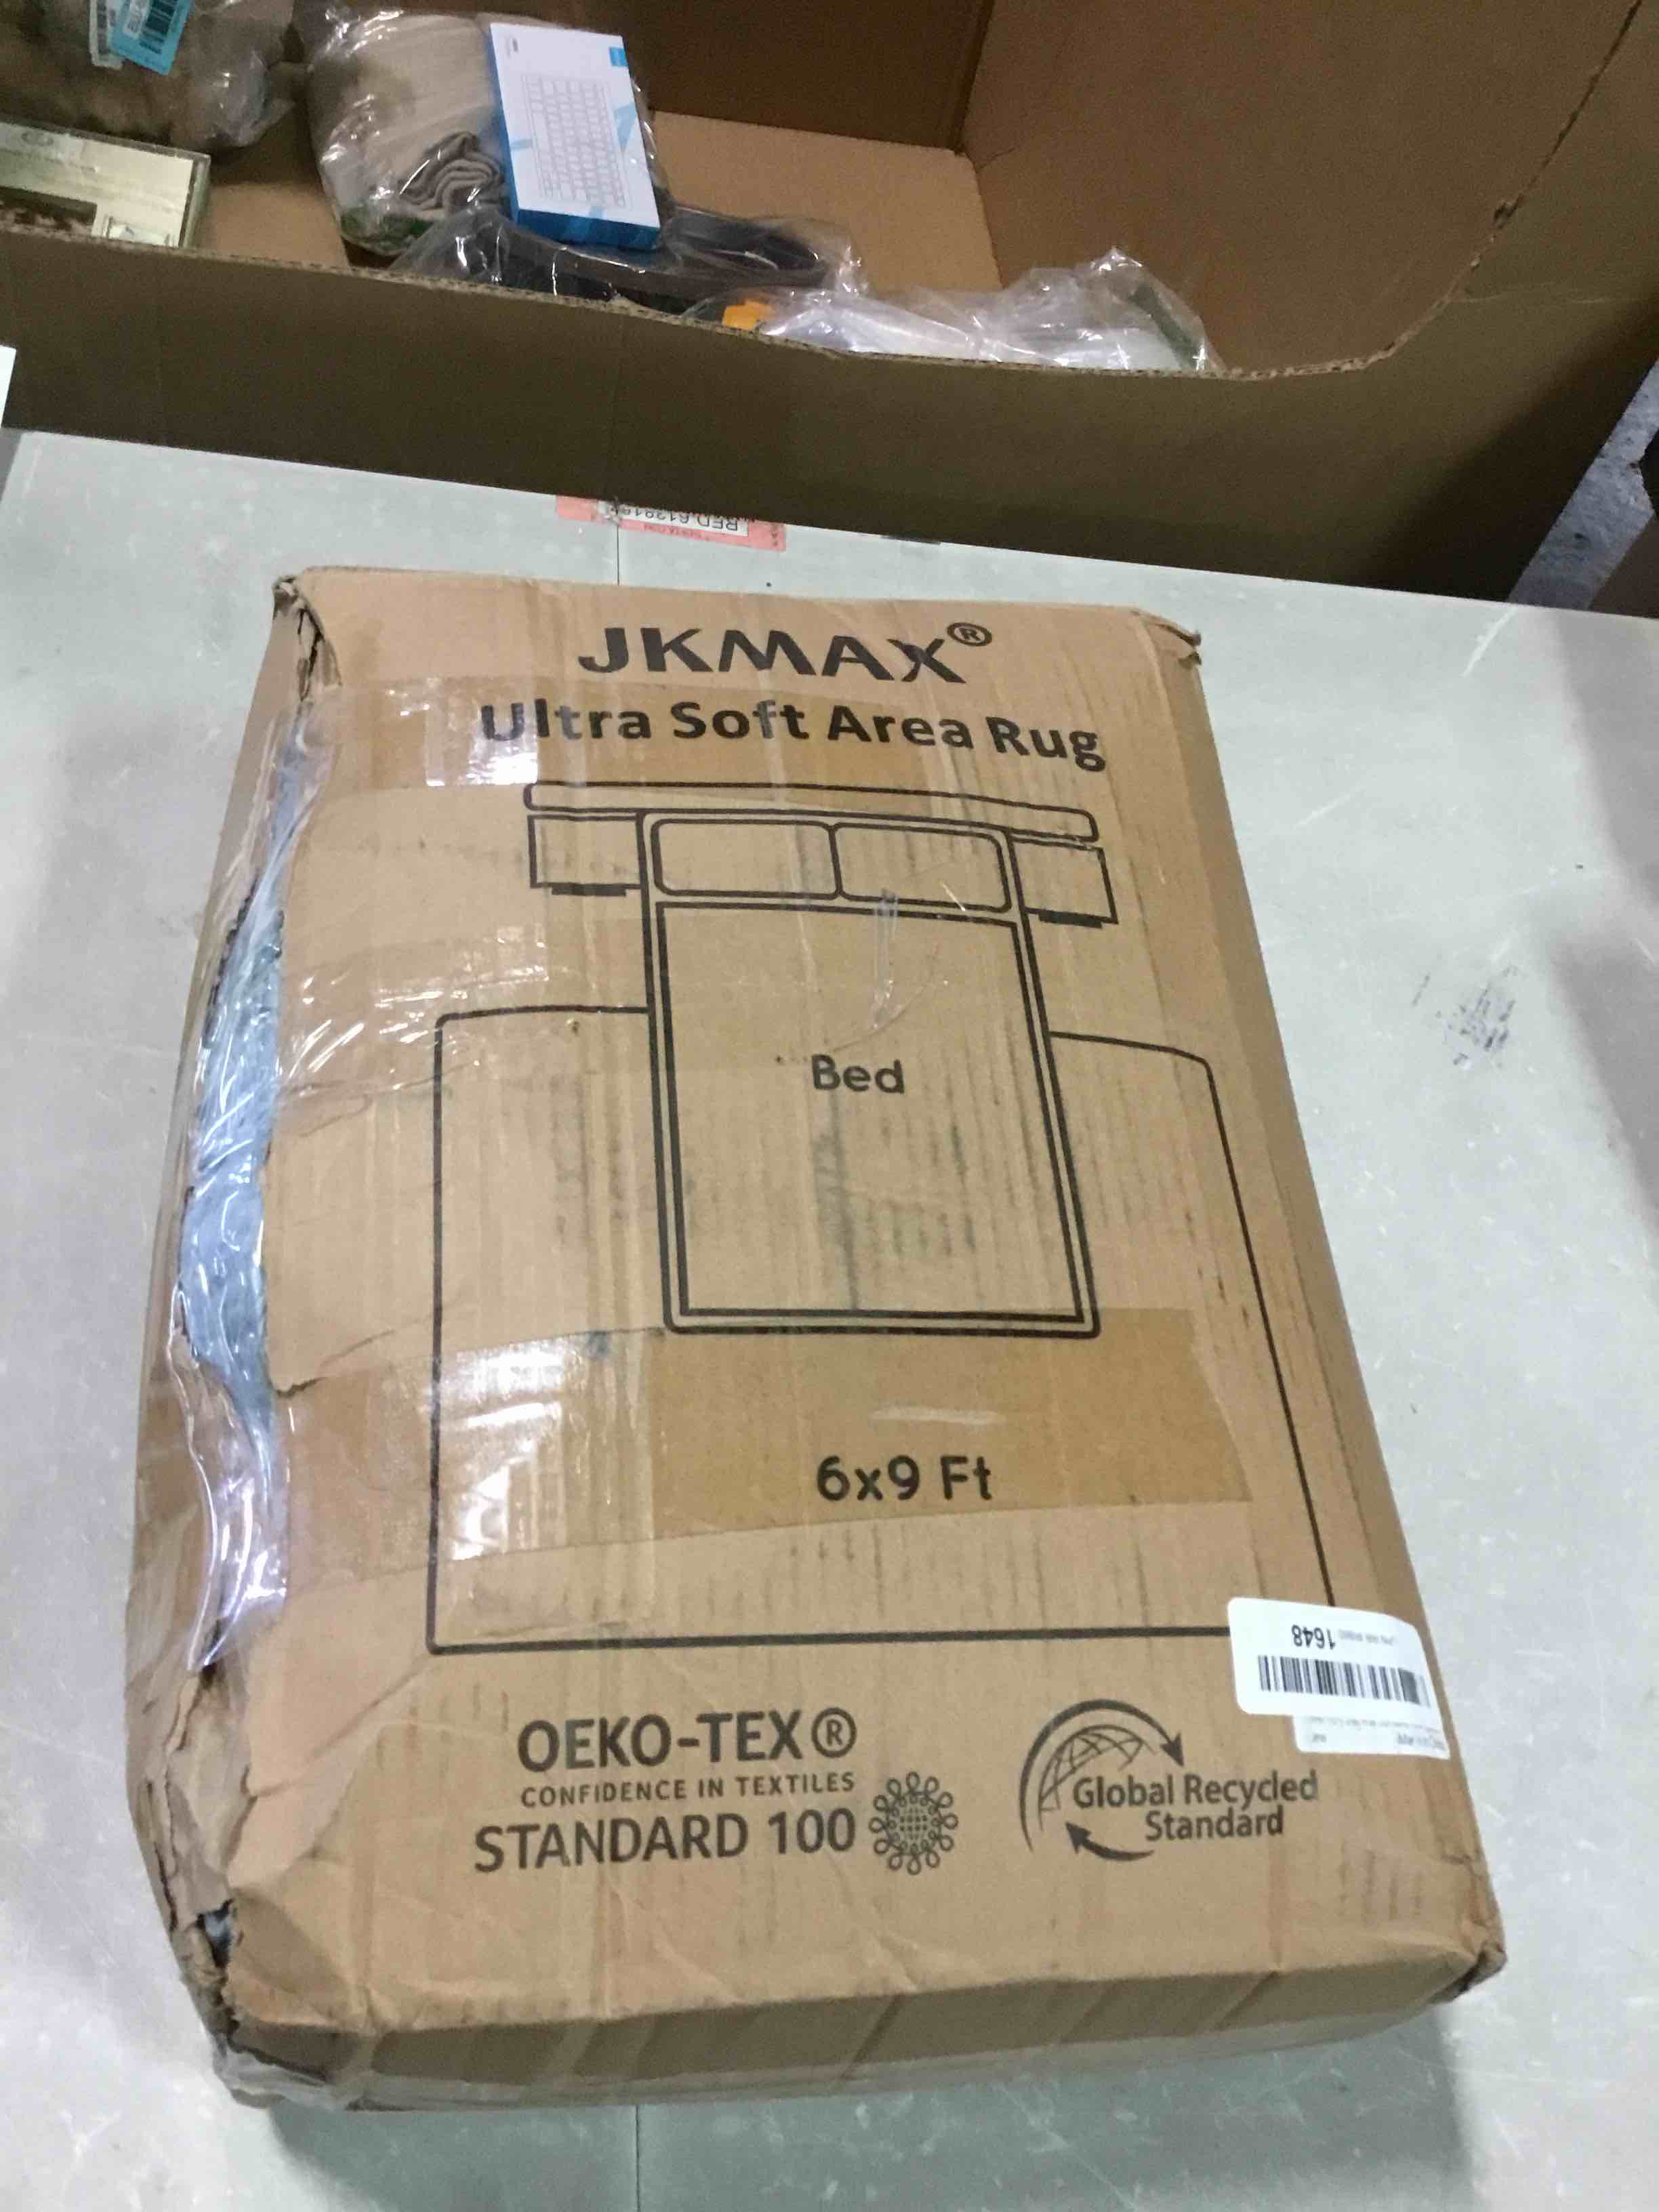 JKMAX®
Ultra Soft Area Rug
Bed
6x9 Ft
1648
OEKO-TEX®
CONFIDENCE IN TEXTILES
STANDARD 100
Global Recycled
Standard